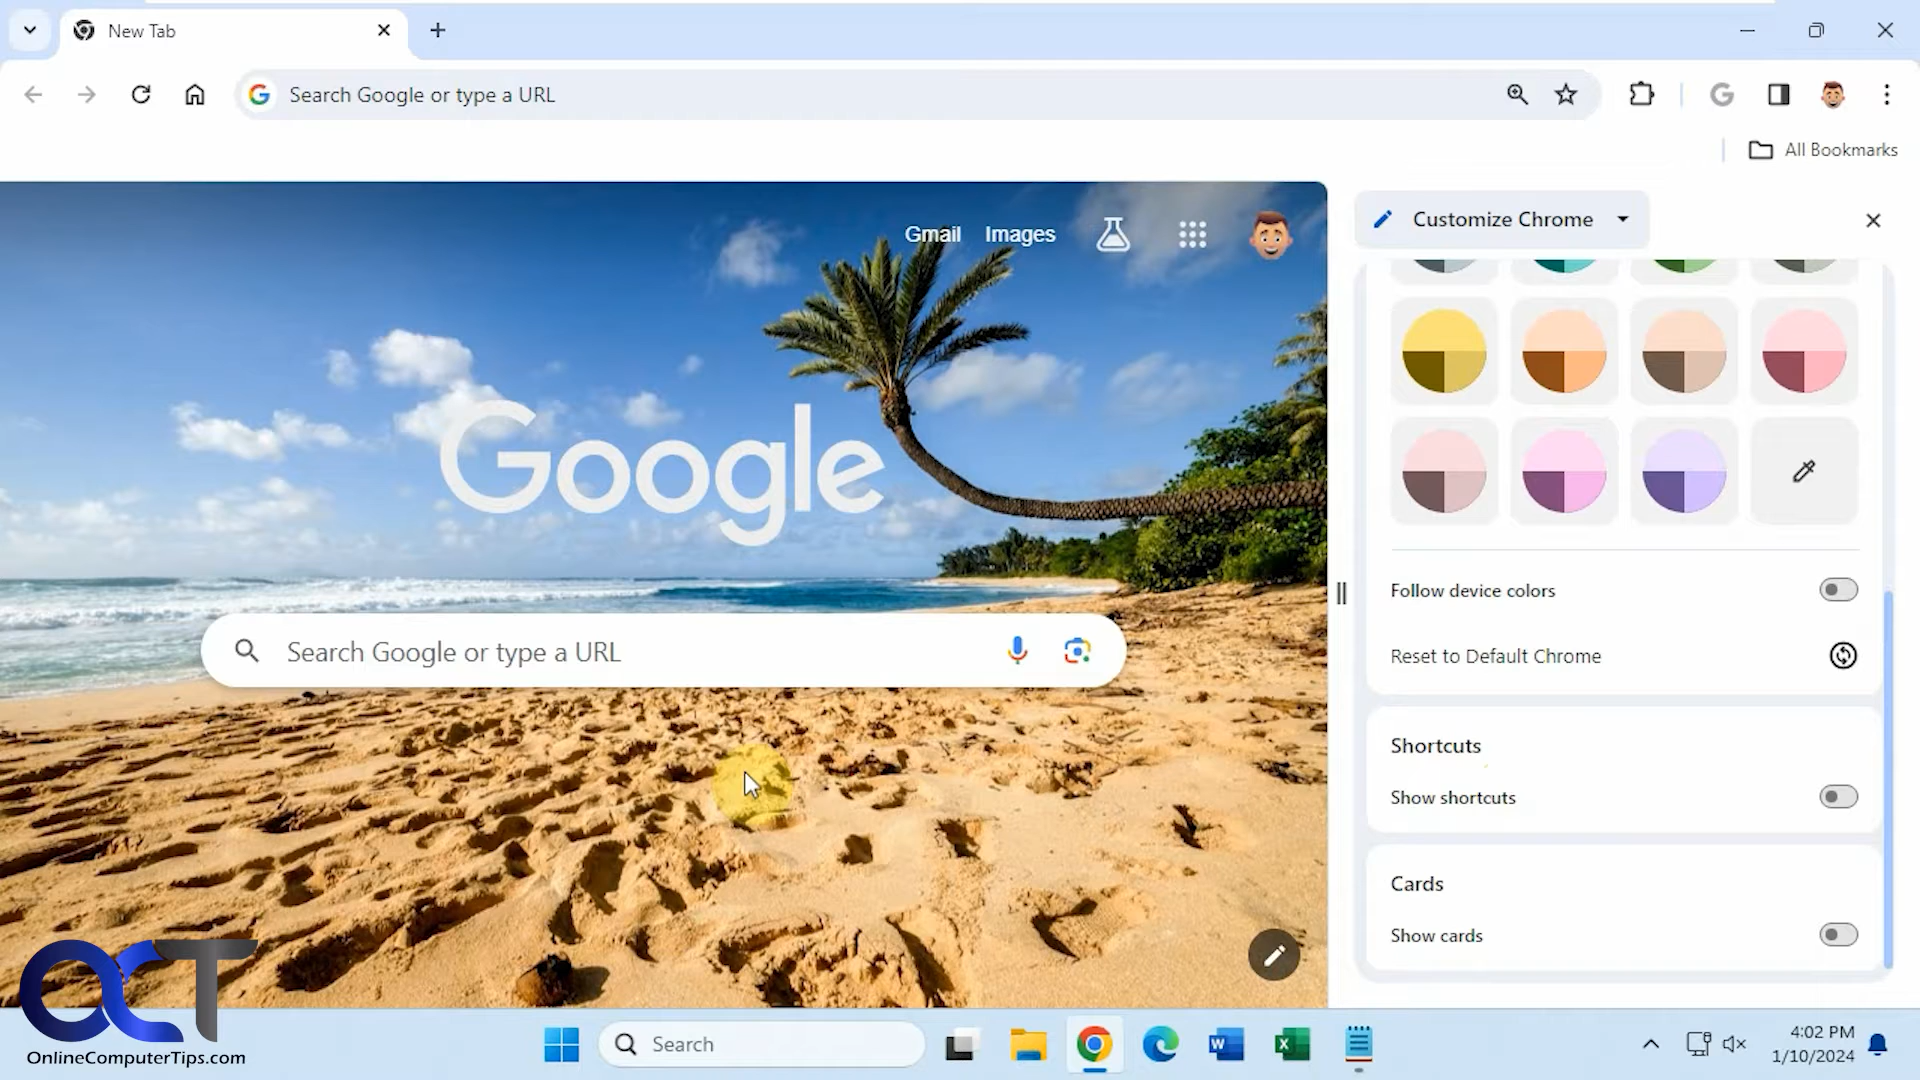 New Tab
Search Google or type a URL
All Bookmarks
Gmail Images
Customize Chrome
Google
Search Google or type a URL
Follow device colors
Reset to Default Chrome
Shortcuts
Show shortcuts
Cards
Show cards
OCT
OnlineComputerTips.com
Search
4:02 PM
1/10/2024